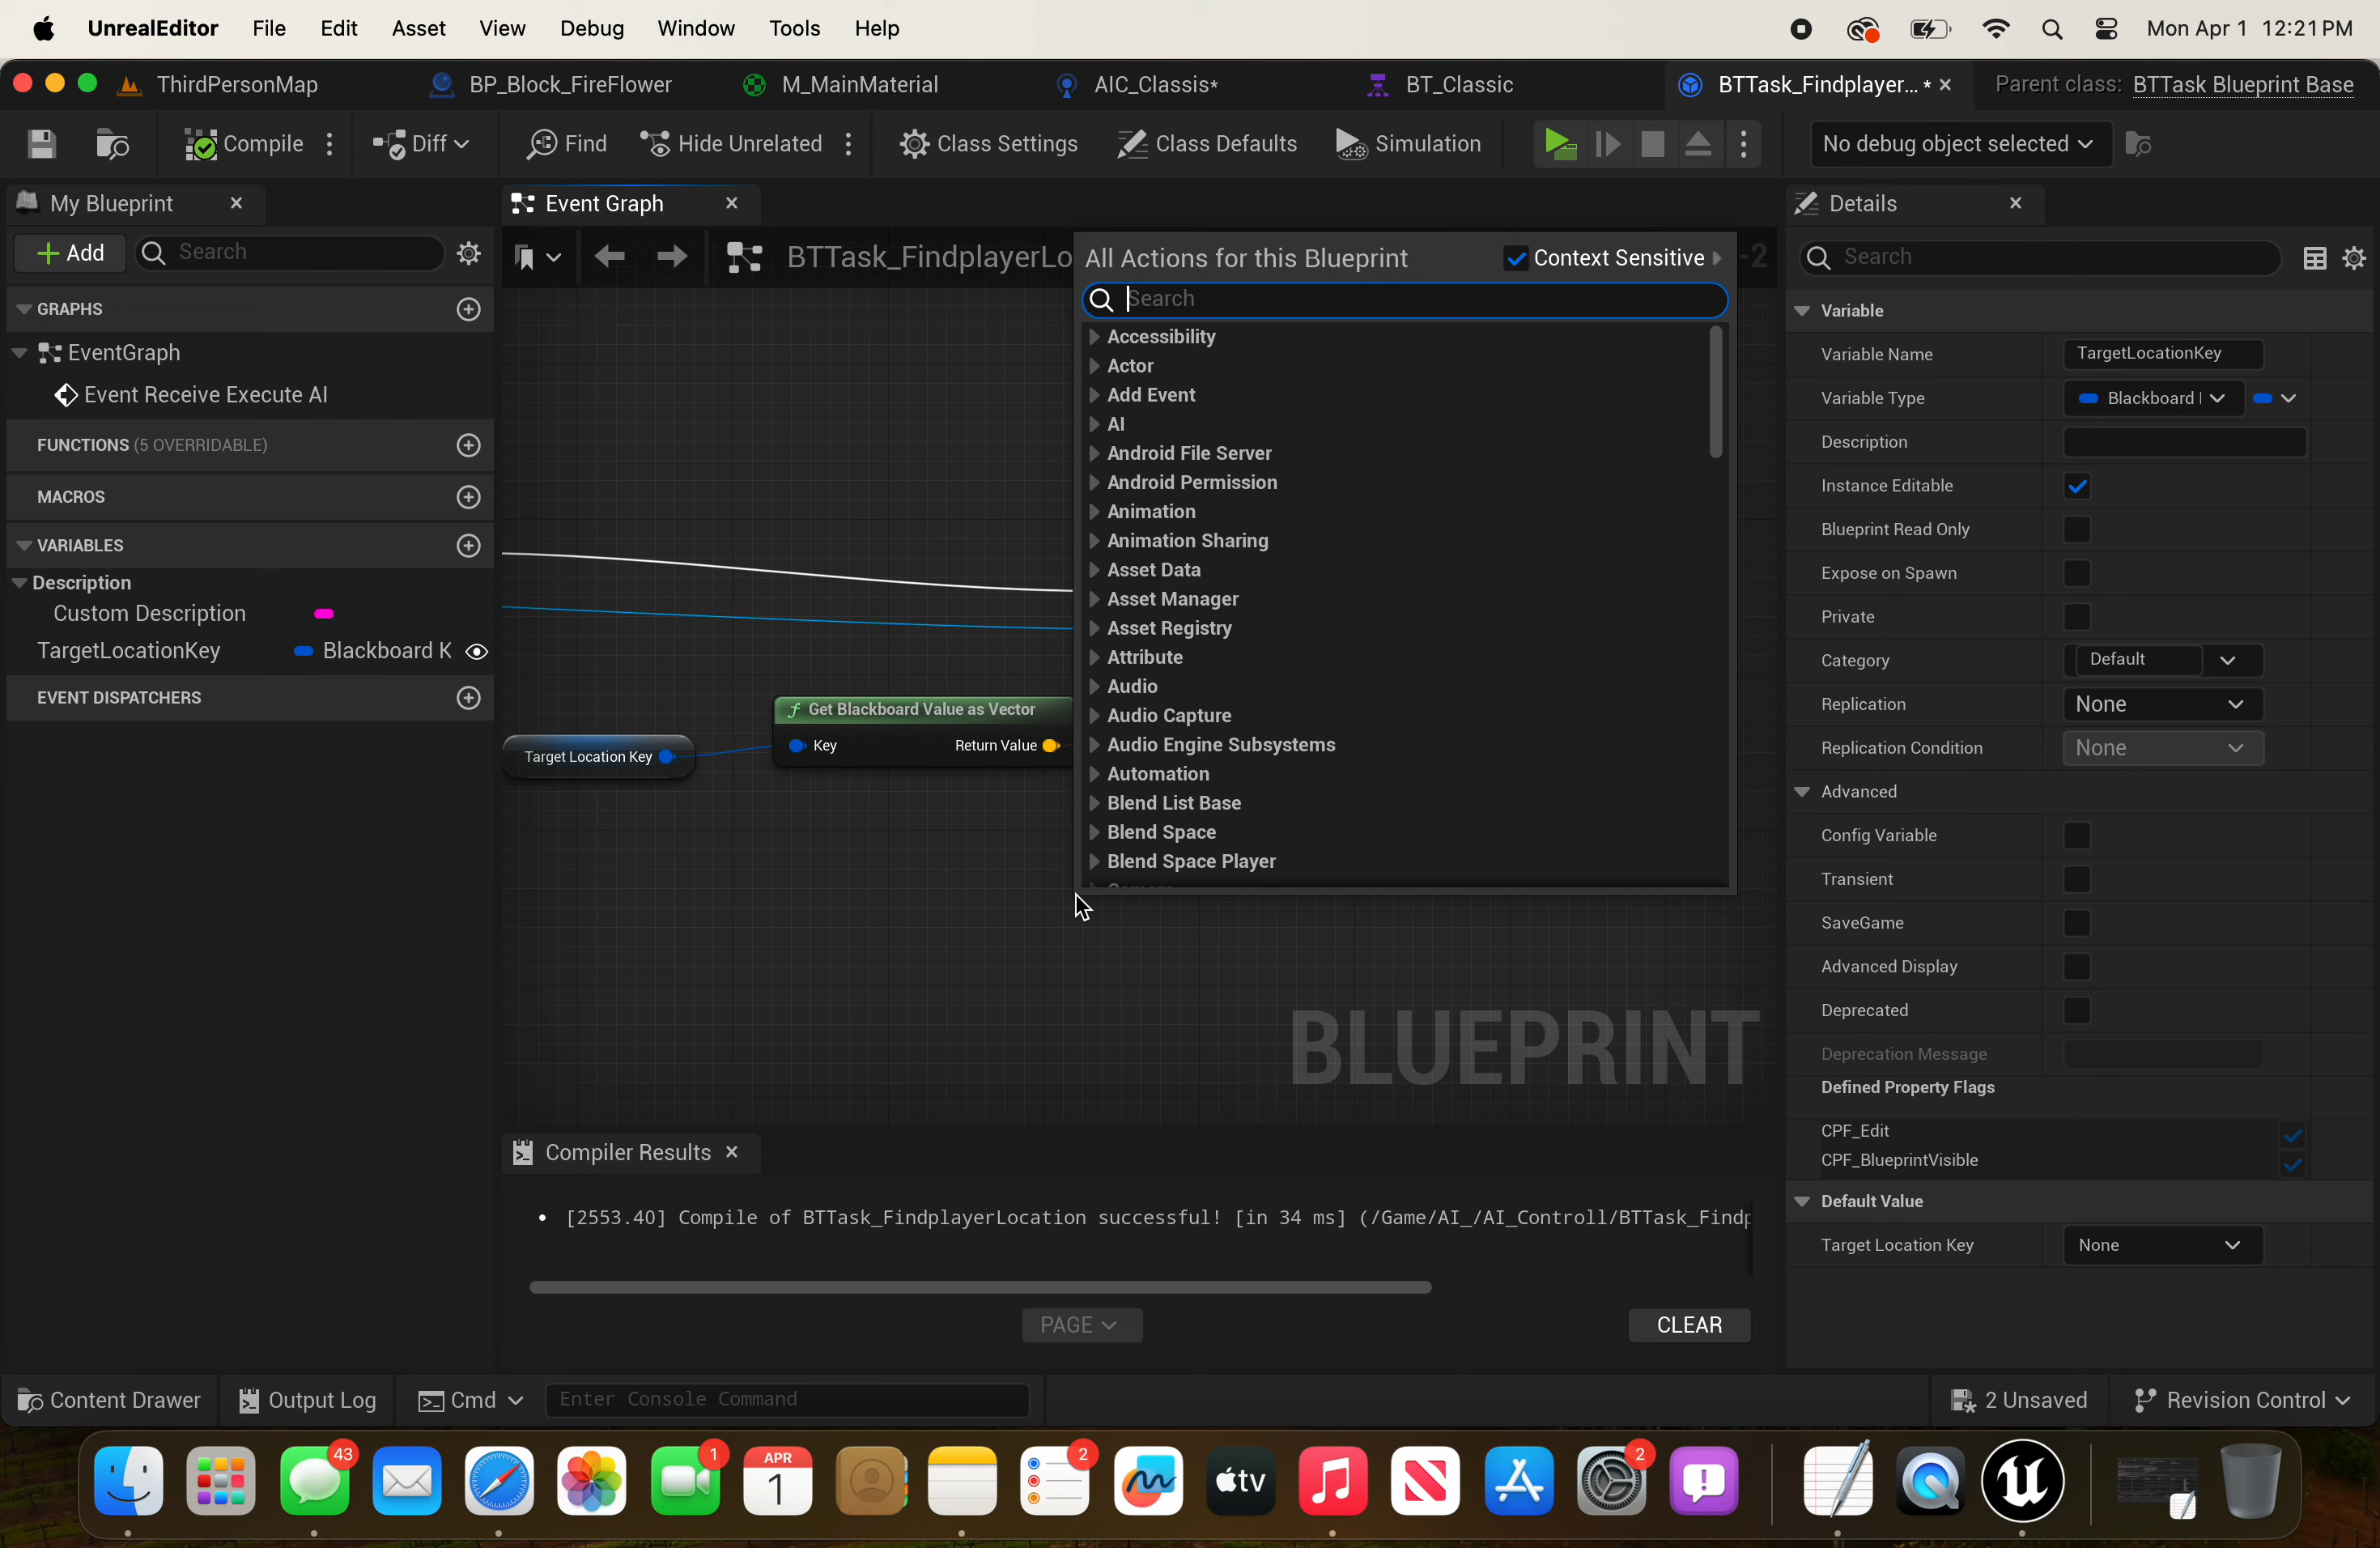 UnrealEditor File Edit Asset View Debug Window Tools Help Mon Apr 1 12:21 PM
ThirdPersonMap BP_Block_FireFlower M_MainMaterial AIC_Classis* BT_Classic BTTask_Findplayer... * Parent class: BTTask Blueprint Base
Compile Diff Find Hide Unrelated Class Settings Class Defaults Simulation No debug object selected
My Blueprint
Add Search
GRAPHS
EventGraph
Event Receive Execute AI
FUNCTIONS (5 OVERRIDABLE)
MACROS
VARIABLES
Description
Custom Description
TargetLocationKey Blackboard K
EVENT DISPATCHERS
Event Graph
BTTask_FindplayerLo
-2
Target Location Key
Get Blackboard Value as Vector
Key Return Value
BLUEPRINT
All Actions for this Blueprint Context Sensitive
Search
Accessibility
Actor
Add Event
AI
Android File Server
Android Permission
Animation
Animation Sharing
Asset Data
Asset Manager
Asset Registry
Attribute
Audio
Audio Capture
Audio Engine Subsystems
Automation
Blend List Base
Blend Space
Blend Space Player
Compiler Results
[2553.40] Compile of BTTask_FindplayerLocation successful! [in 34 ms] (/Game/AI_/AI_Controll/BTTask_Findp
PAGE CLEAR
Details
Search
Variable
Variable Name TargetLocationKey
Variable Type Blackboard
Description
Instance Editable
Blueprint Read Only
Expose on Spawn
Private
Category Default
Replication None
Replication Condition None
Advanced
Config Variable
Transient
SaveGame
Advanced Display
Deprecated
Deprecation Message
Defined Property Flags
CPF_Edit
CPF_BlueprintVisible
Default Value
Target Location Key None
Content Drawer Output Log Cmd Enter Console Command 2 Unsaved Revision Control
43 1 APR 1 2 tv 2